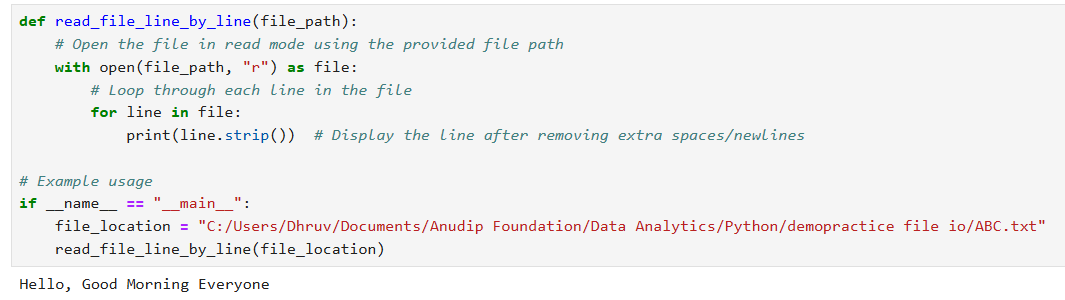 def read_file_line_by_line(file_path):
    # Open the file in read mode using the provided file path
    with open(file_path, "r") as file:
        # Loop through each line in the file
        for line in file:
            print(line.strip())  # Display the line after removing extra spaces/newlines

# Example usage
if __name__ == "__main__":
    file_location = "C:/Users/Dhruv/Documents/Anudip Foundation/Data Analytics/Python/demopractice file io/ABC.txt"
    read_file_line_by_line(file_location)
Hello, Good Morning Everyone